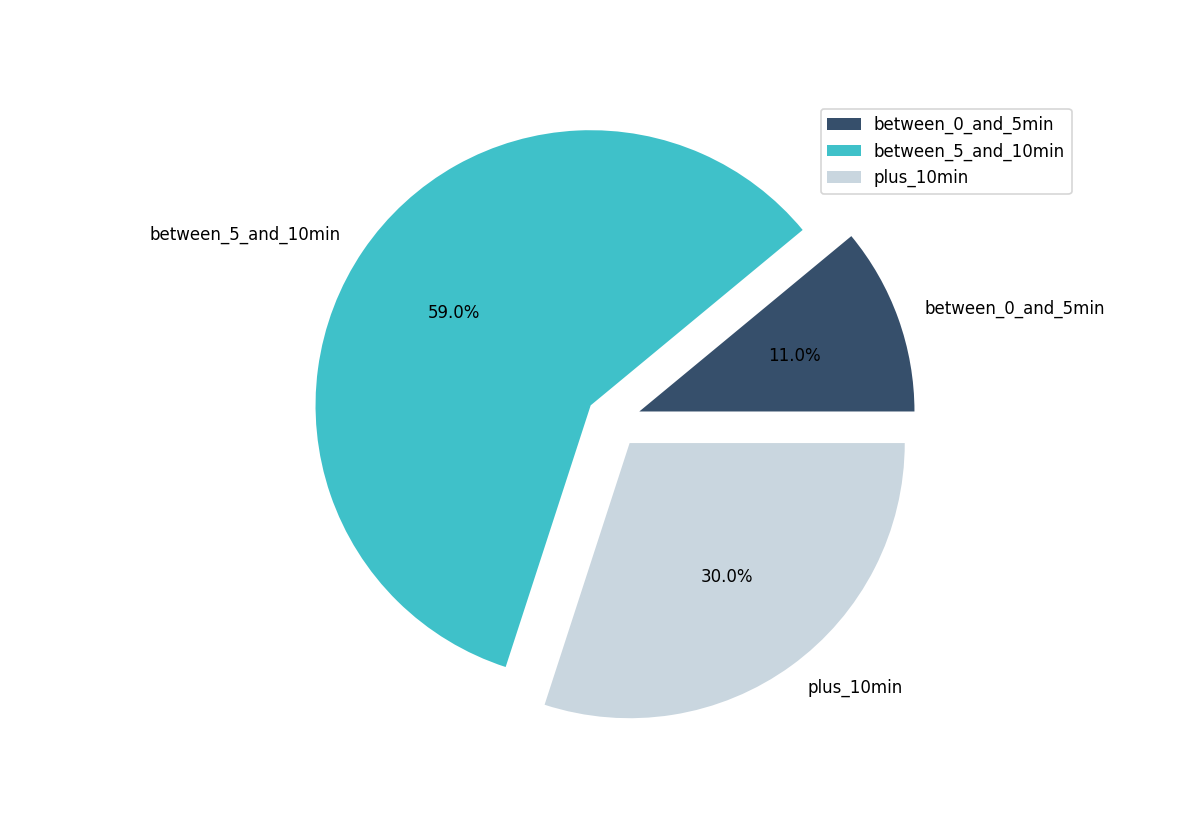 between_0_and_5min
between_5_and_10min
plus_10min
between_5_and_10min
between_0_and_5min
59.0%
11.0%
30.0%
plus_10min